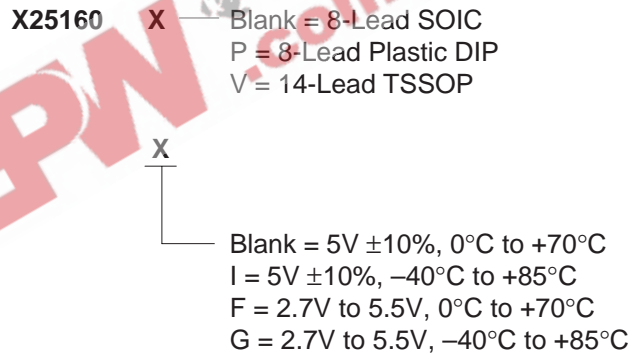 X25160 X Blank = 8-Lead SOIC
P = 8-Lead Plastic DIP
V = 14-Lead TSSOP
X
Blank = 5V ±10%, 0°C to +70°C
I = 5V ±10%, –40°C to +85°C
F = 2.7V to 5.5V, 0°C to +70°C
G = 2.7V to 5.5V, –40°C to +85°C